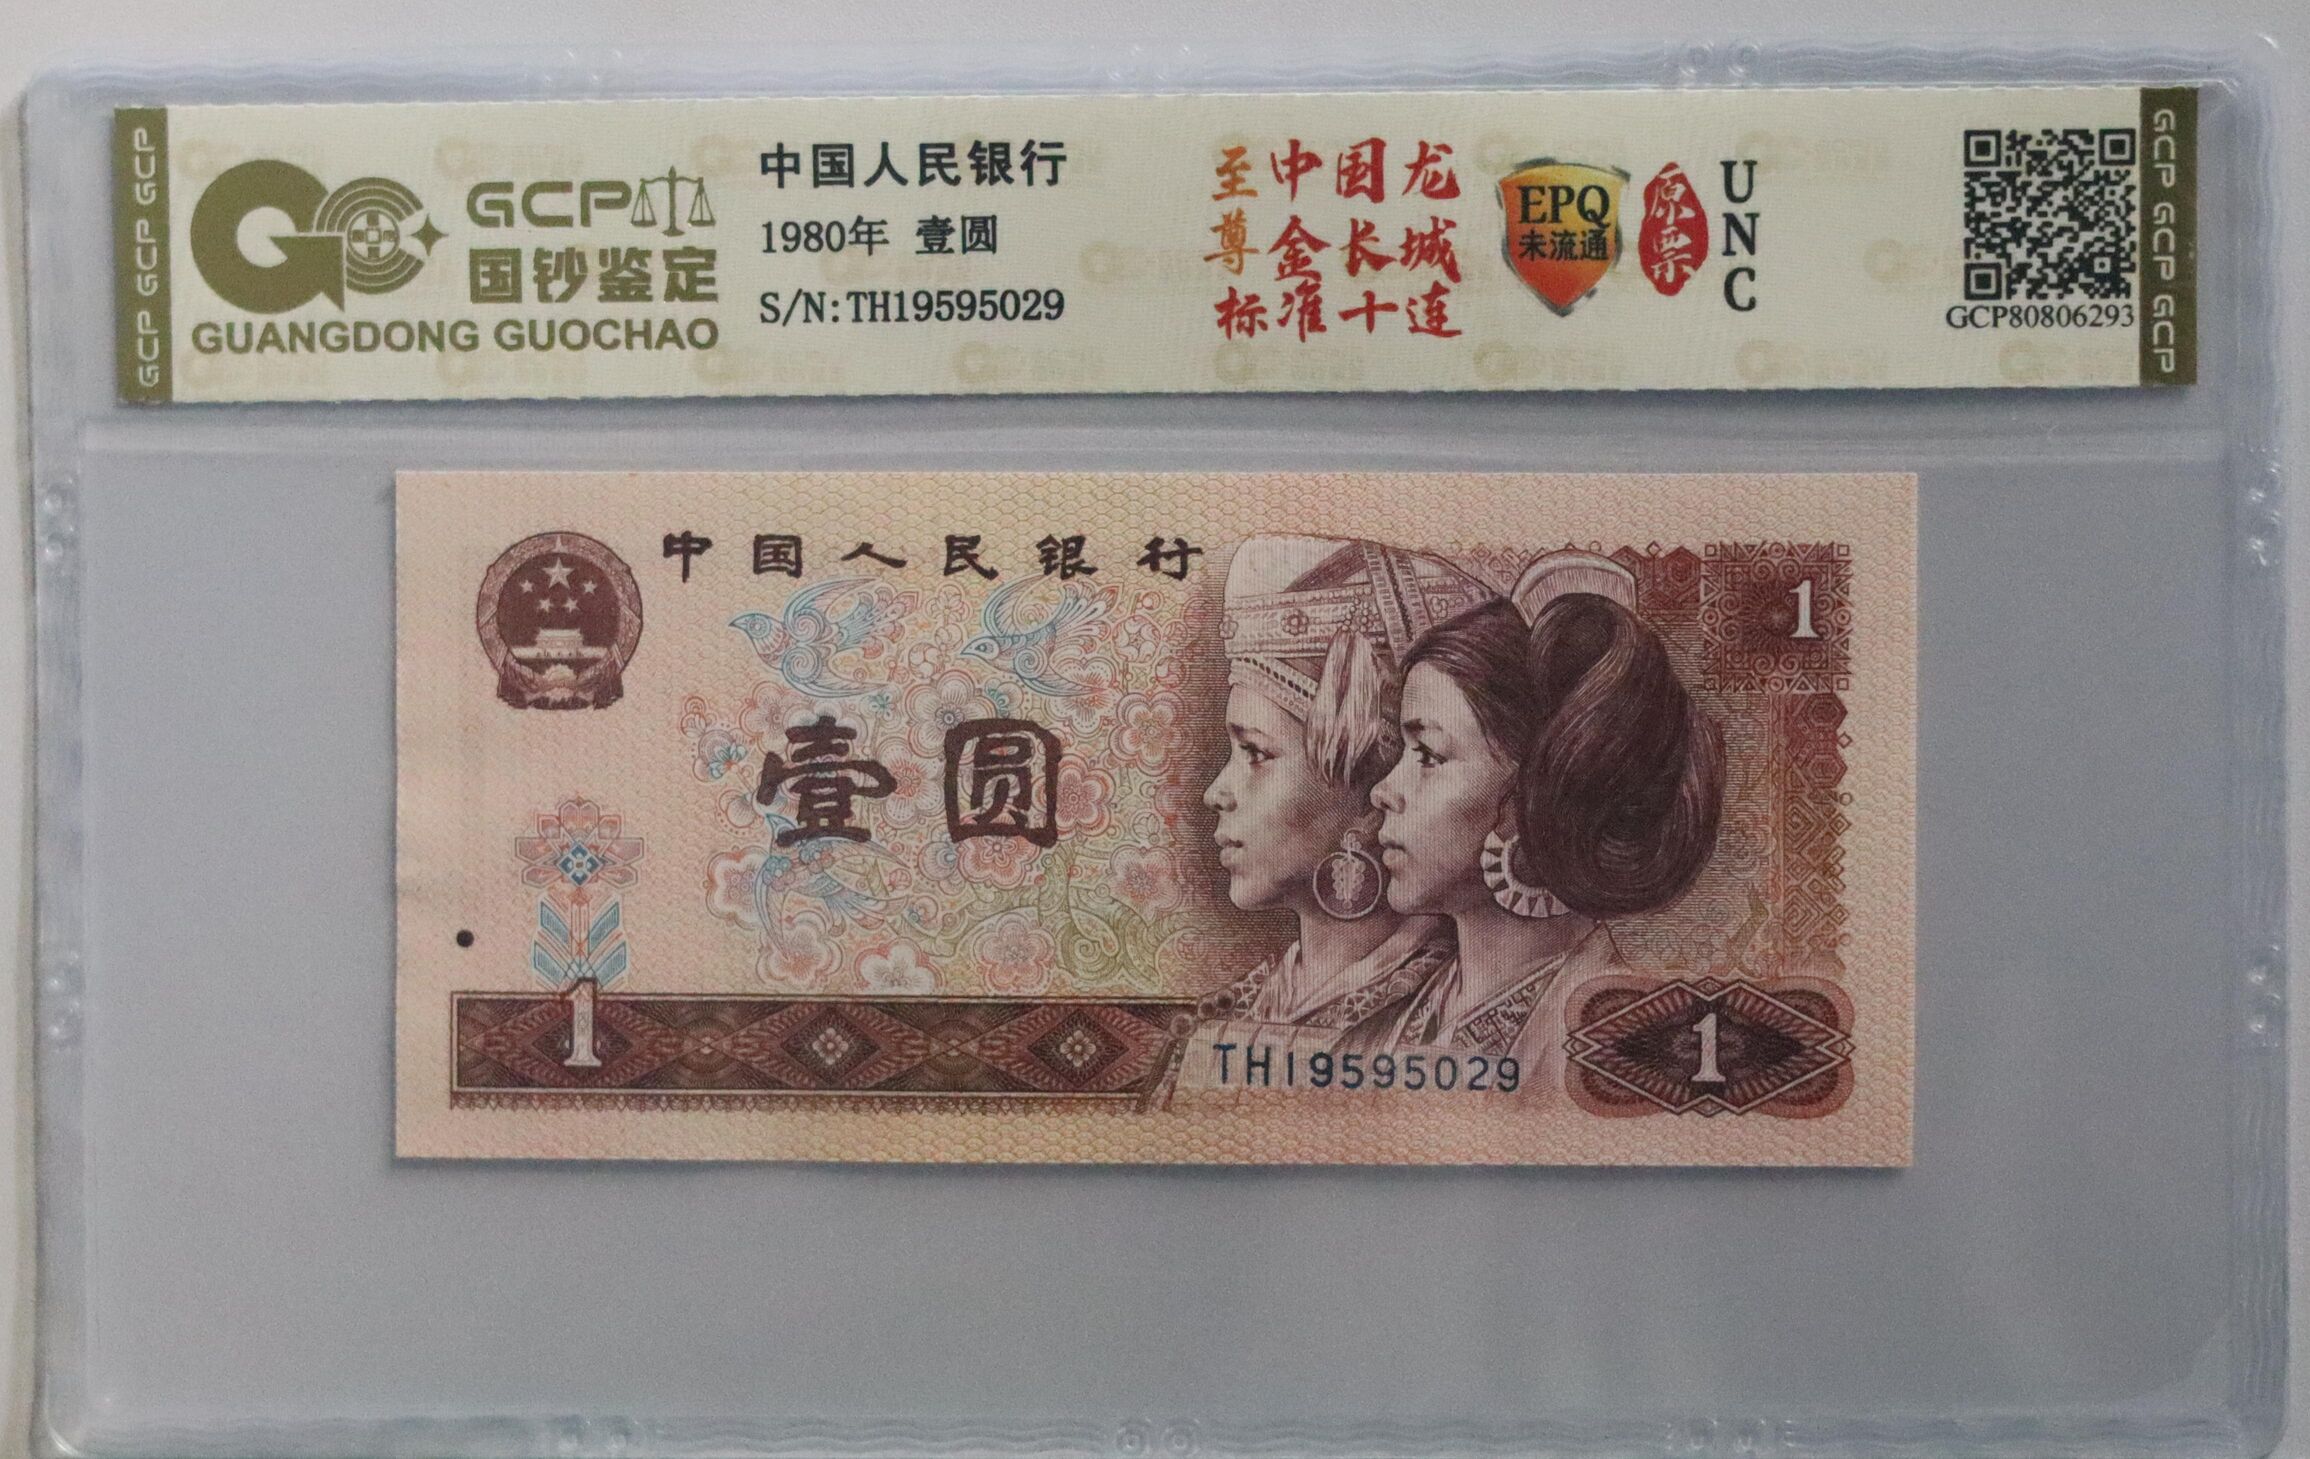 GCP GCP GCP
GCP
国钞鉴定
GUANGDONG GUOCHAO
中国人民银行
1980年 壹圆
S/N:TH19595029
至尊
中国龙
金长城
标准十连
EPQ
未流通
原票
UNC
GCP80806293
GCP GCP GCP
中国人民银行
1
壹圆
1
TH19595029
1